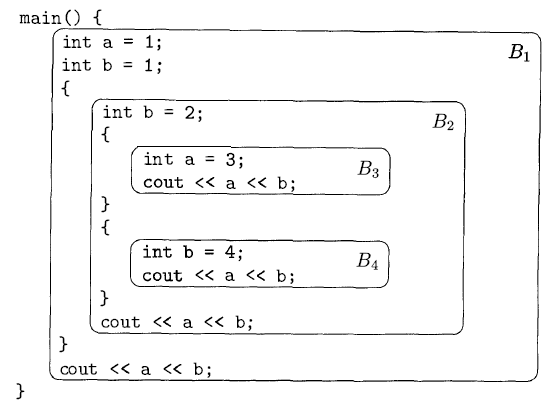 main() {
int a = 1; B₁
int b = 1;
{
int b = 2; B₂
{
int a = 3; B₃
cout << a << b;
}
{
int b = 4; B₄
cout << a << b;
}
cout << a << b;
}
cout << a << b;
}